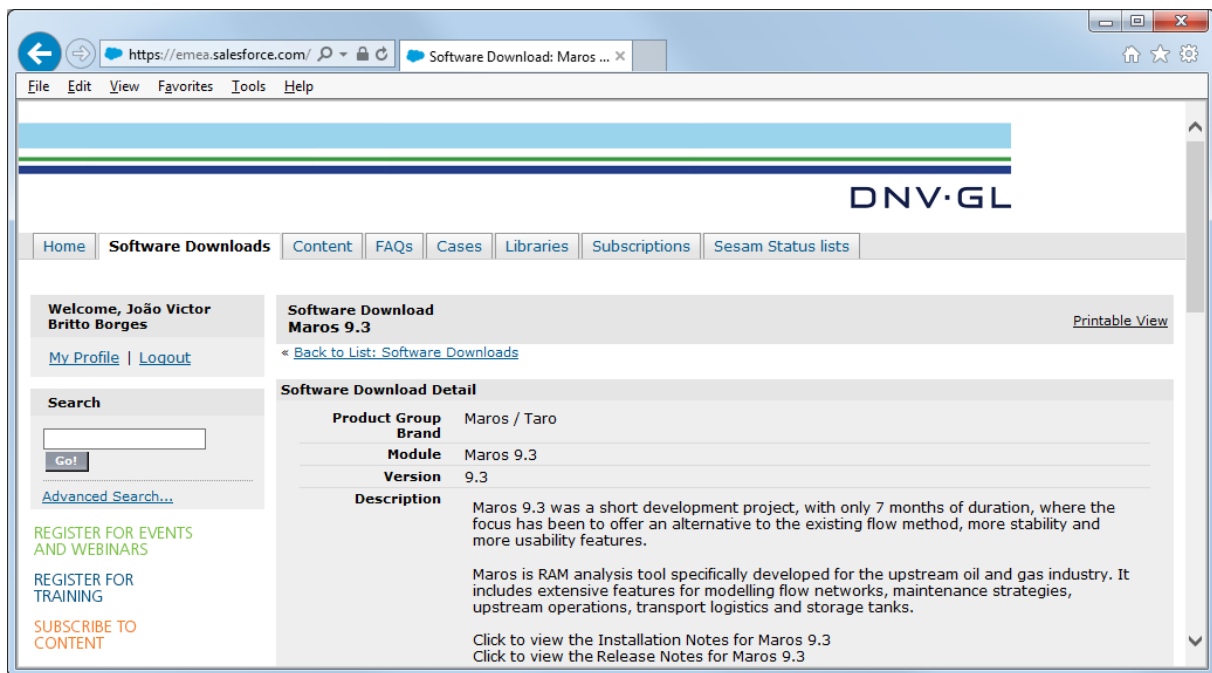 https://emea.salesforce.com/
Software Download: Maros ...
File Edit View Favorites Tools Help
DNV·GL
Home Software Downloads Content FAQs Cases Libraries Subscriptions Sesam Status lists
Welcome, João Victor
Britto Borges
My Profile | Logout
Search
Go!
Advanced Search...
REGISTER FOR EVENTS
AND WEBINARS
REGISTER FOR
TRAINING
SUBSCRIBE TO
CONTENT
Software Download
Maros 9.3
Printable View
« Back to List: Software Downloads
Software Download Detail
Product Group Maros / Taro
Brand
Module Maros 9.3
Version 9.3
Description
Maros 9.3 was a short development project, with only 7 months of duration, where the
focus has been to offer an alternative to the existing flow method, more stability and
more usability features.
Maros is RAM analysis tool specifically developed for the upstream oil and gas industry. It
includes extensive features for modelling flow networks, maintenance strategies,
upstream operations, transport logistics and storage tanks.
Click to view the Installation Notes for Maros 9.3
Click to view the Release Notes for Maros 9.3